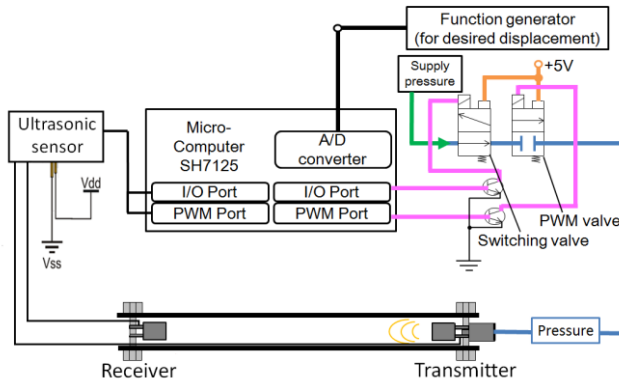 Function generator
(for desired displacement)
Supply
pressure
+5V
Ultrasonic
sensor
Micro-
Computer
SH7125
A/D
converter
I/O Port
I/O Port
PWM Port
PWM Port
Vdd
Vss
PWM valve
Switching valve
Pressure
Receiver
Transmitter